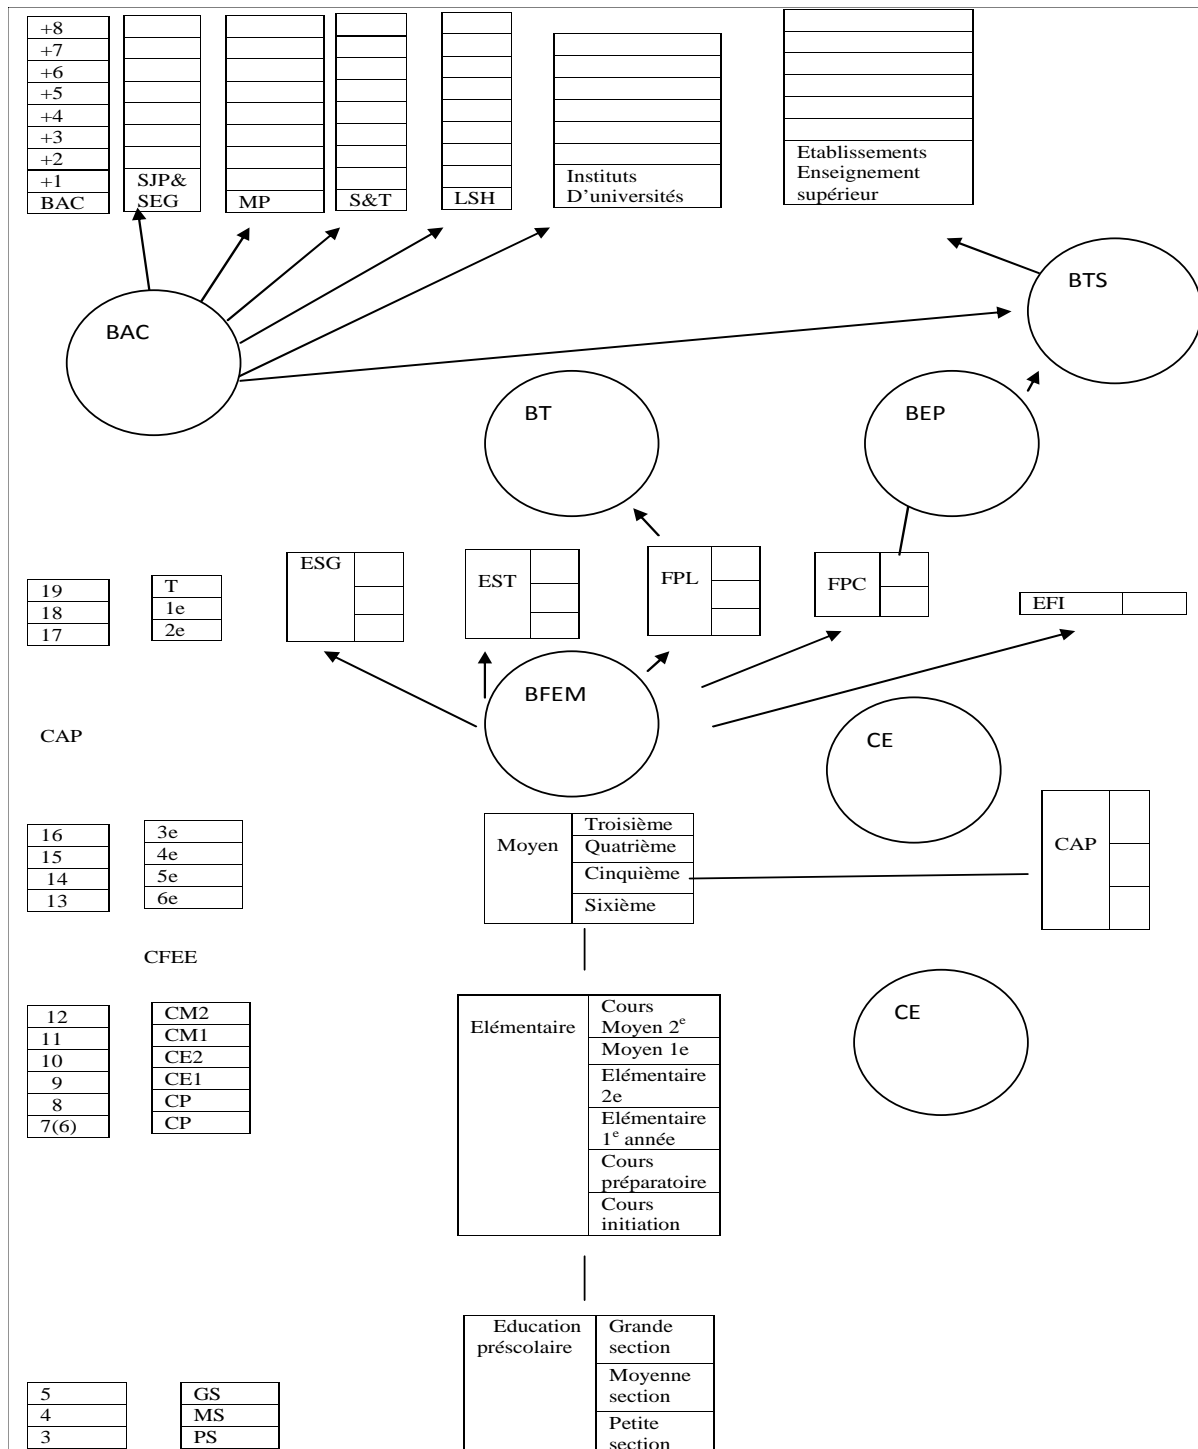 +8
+7
+6
+5
+4
+3
+2
+1
BAC
SJP&
SEG
MP
S&T
LSH
Instituts
D'universités
Etablissements
Enseignement
supérieur
BAC
BTS
BT
BEP
19
18
17
T
1e
2e
ESG
EST
FPL
FPC
EFI
BFEM
CE
CAP
16
15
14
13
3e
4e
5e
6e
Moyen
Troisième
Quatrième
Cinquième
Sixième
CAP
CFEE
12
11
10
9
8
7(6)
CM2
CM1
CE2
CE1
CP
CP
Elémentaire
Cours
Moyen 2e
Moyen 1e
Elémentaire
2e
Elémentaire
1e année
Cours
préparatoire
Cours
initiation
CE
Education
préscolaire
Grande
section
Moyenne
section
Petite
section
5
4
3
GS
MS
PS